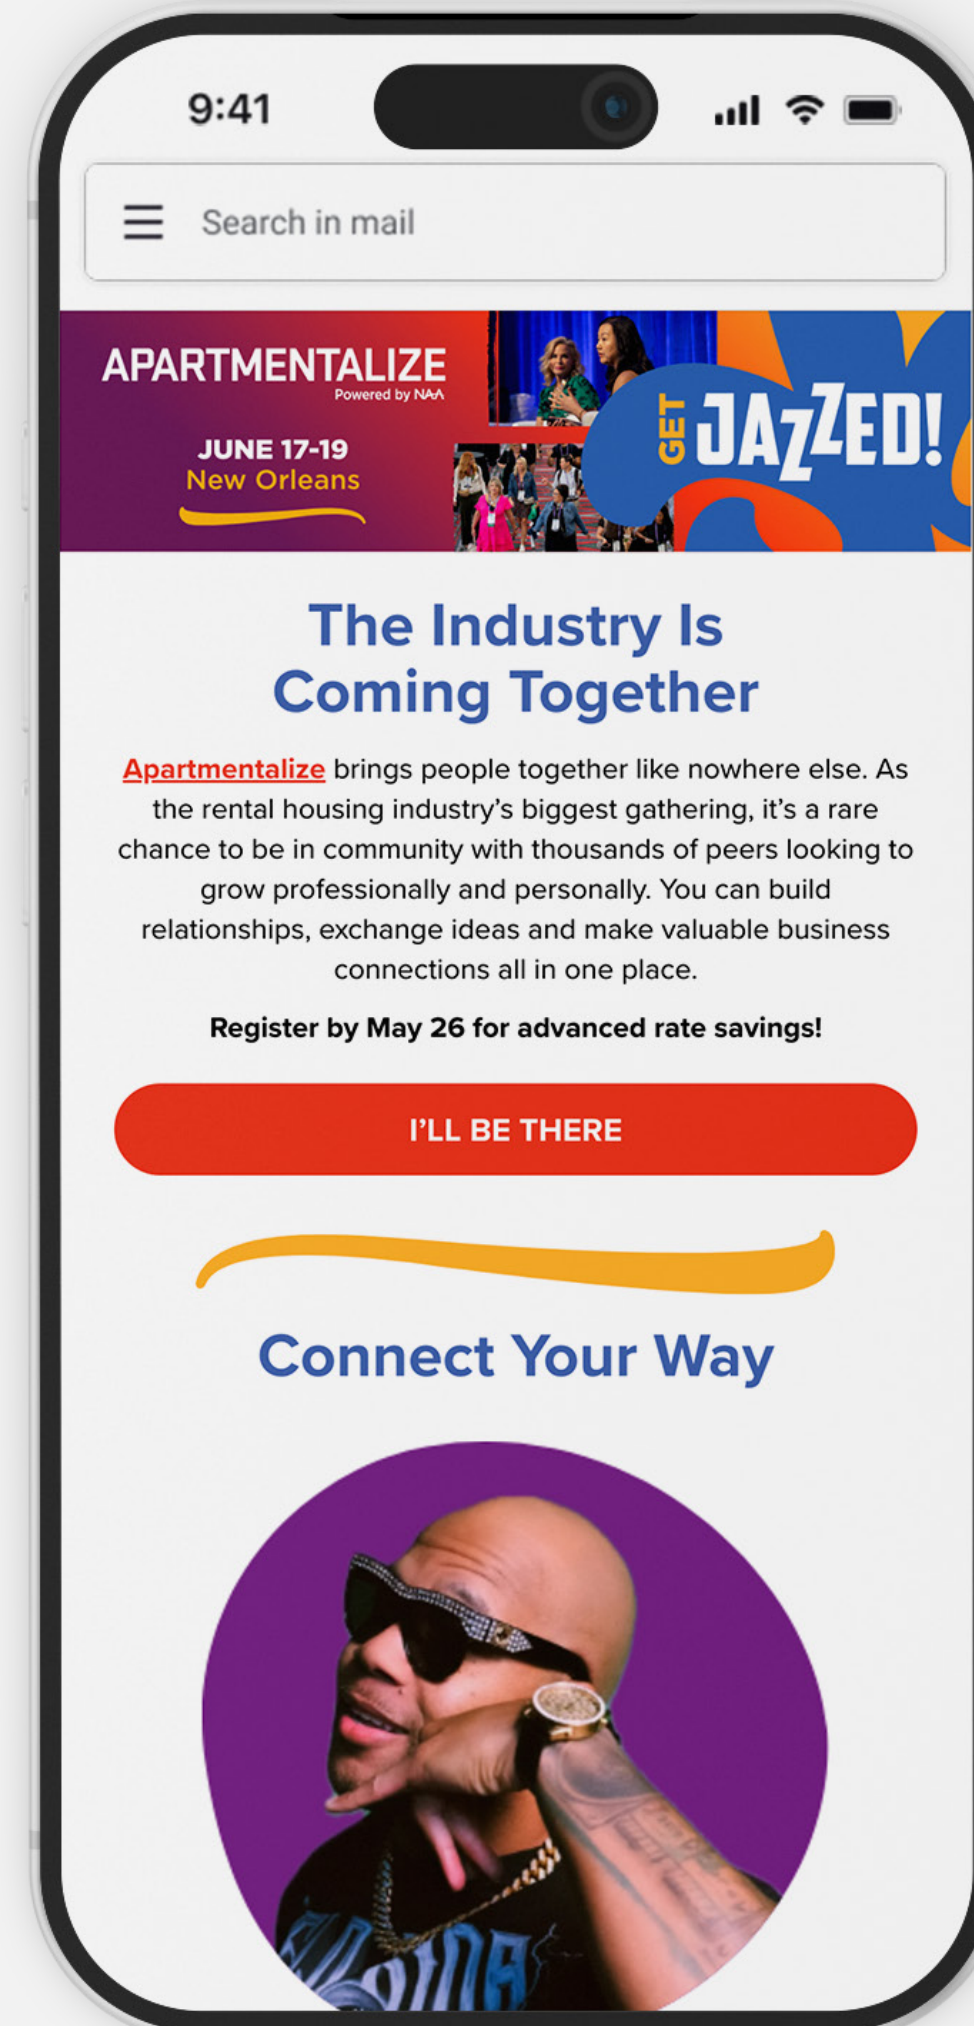 9:41
Search in mail
APARTMENTALIZE
Powered by NAA
JUNE 17-19
New Orleans
GET JAZZED!
The Industry Is
Coming Together
Apartmentalize brings people together like nowhere else. As
the rental housing industry’s biggest gathering, it’s a rare
chance to be in community with thousands of peers looking to
grow professionally and personally. You can build
relationships, exchange ideas and make valuable business
connections all in one place.
Register by May 26 for advanced rate savings!
I’LL BE THERE
Connect Your Way